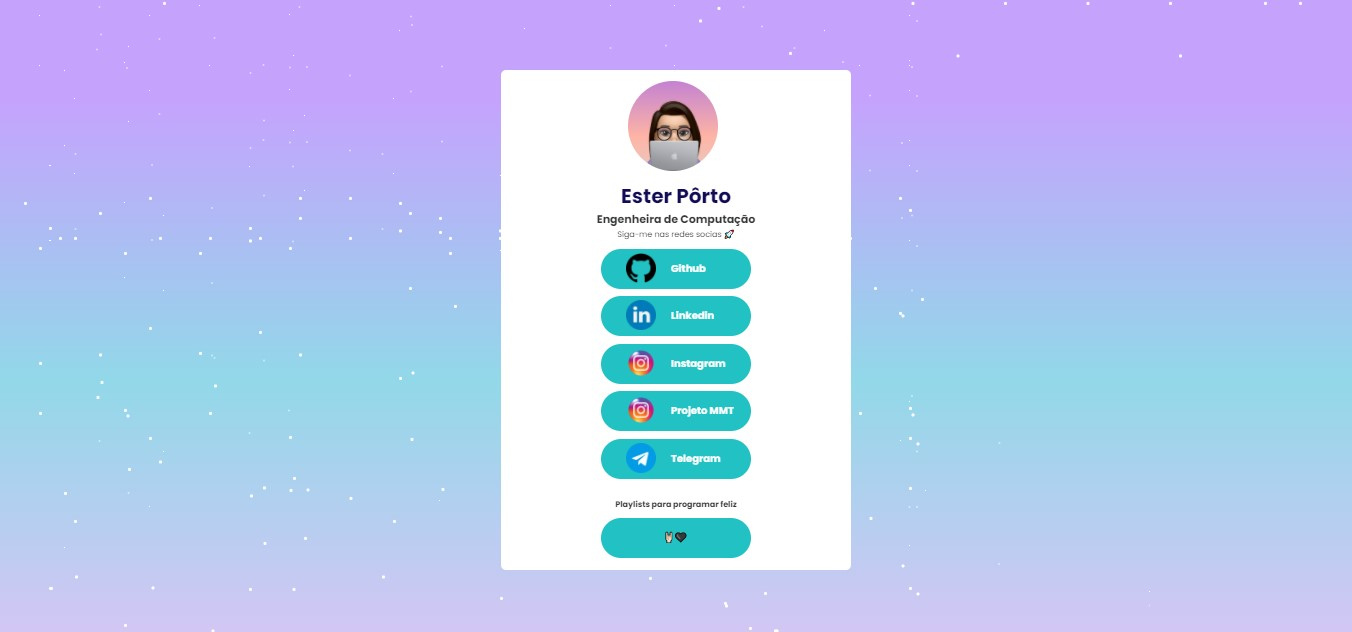 Ester Pôrto
Engenheira de Computação
Siga-me nas redes socias 🚀
Github
in LinkedIn
Instagram
Projeto MMT
Telegram
Playlists para programar feliz
🤘🖤